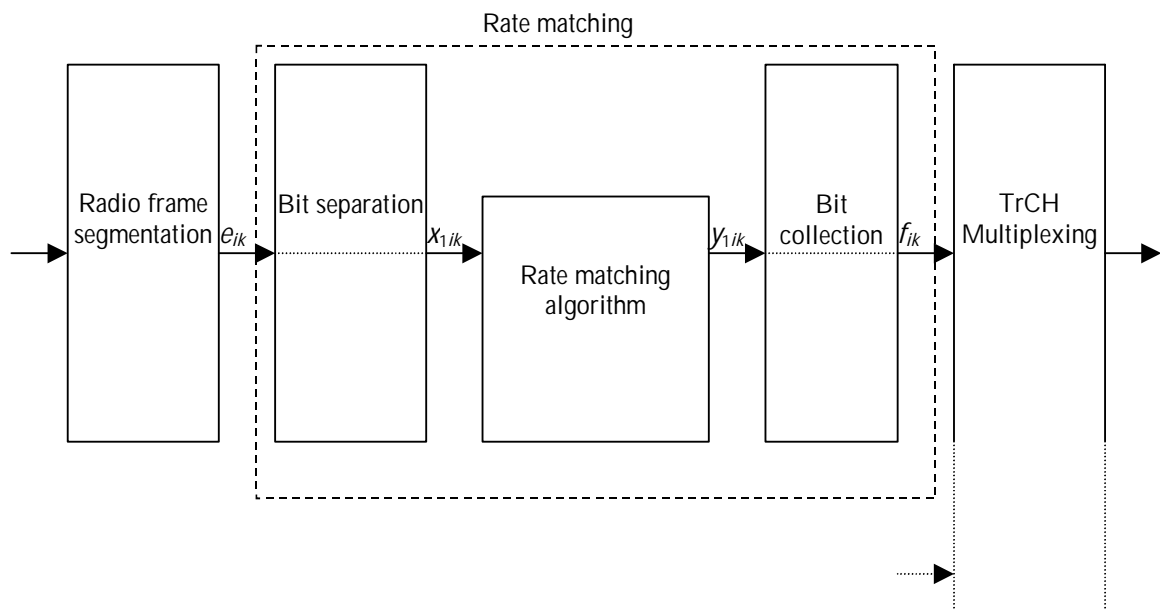 Rate matching
Radio frame
segmentation
e_ik
Bit separation
x_1ik
Rate matching
algorithm
y_1ik
Bit
collection
f_ik
TrCH
Multiplexing